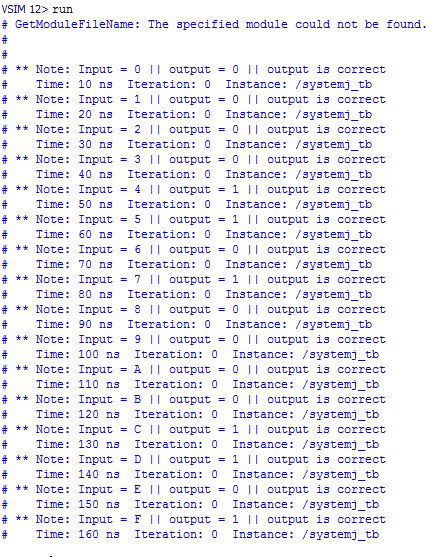 VSIM 12> run
# GetModuleFileName: The specified module could not be found.
#
#
# ** Note: Input = 0 || output = 0 || output is correct
#    Time: 10 ns  Iteration: 0  Instance: /systemj_tb
# ** Note: Input = 1 || output = 0 || output is correct
#    Time: 20 ns  Iteration: 0  Instance: /systemj_tb
# ** Note: Input = 2 || output = 0 || output is correct
#    Time: 30 ns  Iteration: 0  Instance: /systemj_tb
# ** Note: Input = 3 || output = 0 || output is correct
#    Time: 40 ns  Iteration: 0  Instance: /systemj_tb
# ** Note: Input = 4 || output = 1 || output is correct
#    Time: 50 ns  Iteration: 0  Instance: /systemj_tb
# ** Note: Input = 5 || output = 1 || output is correct
#    Time: 60 ns  Iteration: 0  Instance: /systemj_tb
# ** Note: Input = 6 || output = 0 || output is correct
#    Time: 70 ns  Iteration: 0  Instance: /systemj_tb
# ** Note: Input = 7 || output = 1 || output is correct
#    Time: 80 ns  Iteration: 0  Instance: /systemj_tb
# ** Note: Input = 8 || output = 0 || output is correct
#    Time: 90 ns  Iteration: 0  Instance: /systemj_tb
# ** Note: Input = 9 || output = 0 || output is correct
#    Time: 100 ns  Iteration: 0  Instance: /systemj_tb
# ** Note: Input = A || output = 0 || output is correct
#    Time: 110 ns  Iteration: 0  Instance: /systemj_tb
# ** Note: Input = B || output = 0 || output is correct
#    Time: 120 ns  Iteration: 0  Instance: /systemj_tb
# ** Note: Input = C || output = 1 || output is correct
#    Time: 130 ns  Iteration: 0  Instance: /systemj_tb
# ** Note: Input = D || output = 1 || output is correct
#    Time: 140 ns  Iteration: 0  Instance: /systemj_tb
# ** Note: Input = E || output = 0 || output is correct
#    Time: 150 ns  Iteration: 0  Instance: /systemj_tb
# ** Note: Input = F || output = 1 || output is correct
#    Time: 160 ns  Iteration: 0  Instance: /systemj_tb